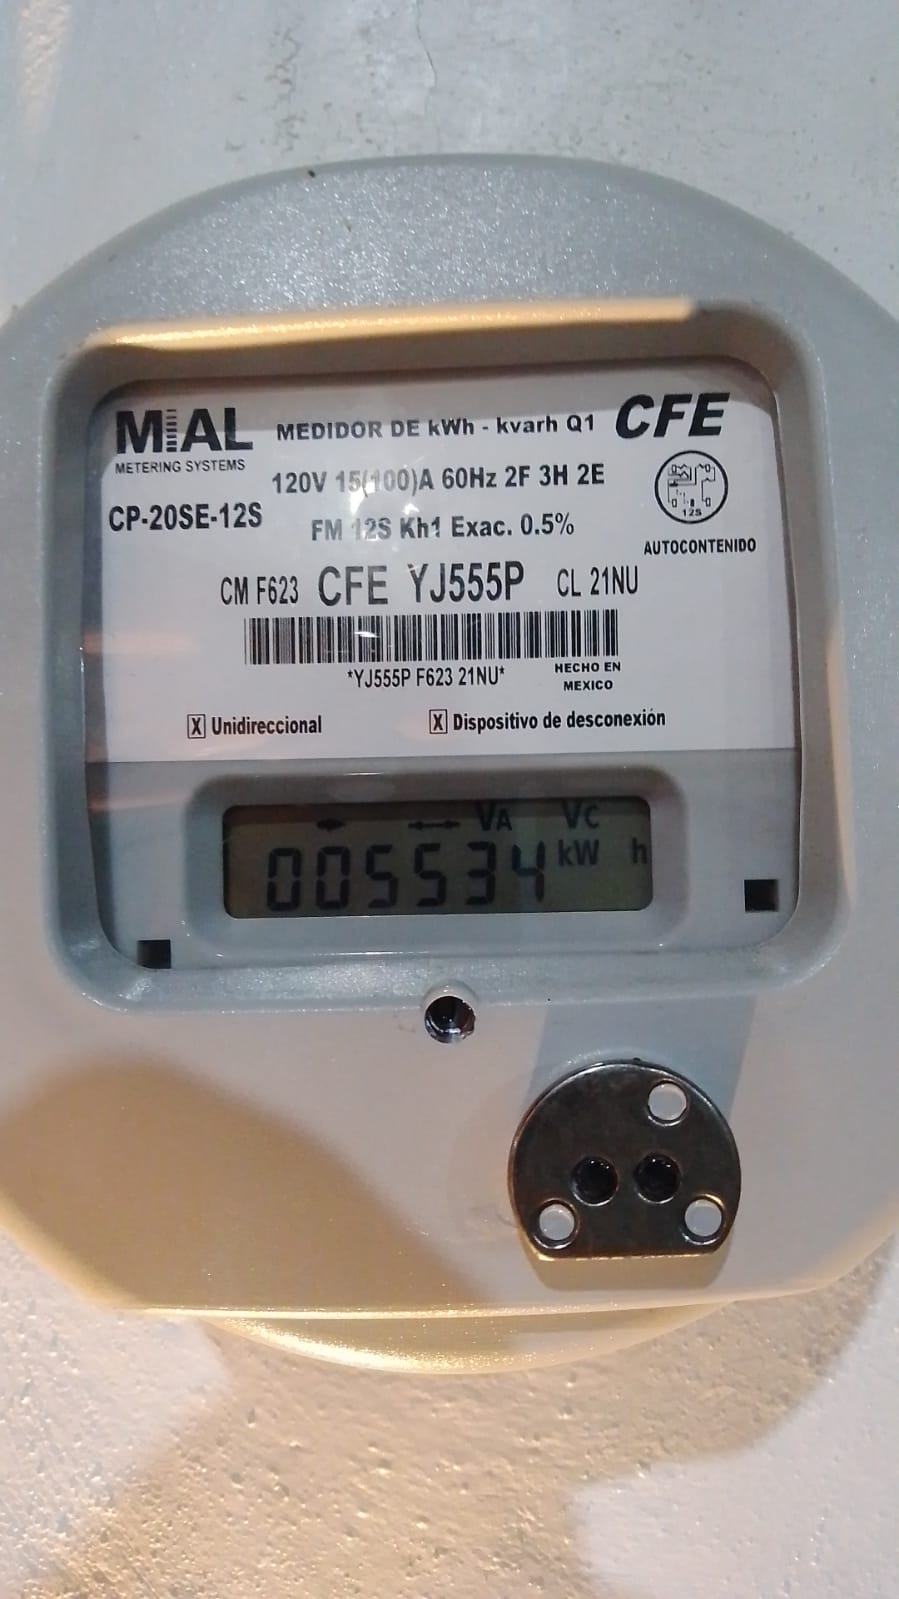 MIAL MEDIDOR DE kWh - kvarh Q1 CFE
METERING SYSTEMS
120V 15(100)A 60Hz 2F 3H 2E
CP-20SE-12S
FM 12S Kh1 Exac. 0.5%
12S
AUTOCONTENIDO
CM F623 CFE YJ555P CL 21NU
*YJ555P F623 21NU*
HECHO EN
MEXICO
X Unidireccional X Dispositivo de desconexión
VA VC
005534 kW h